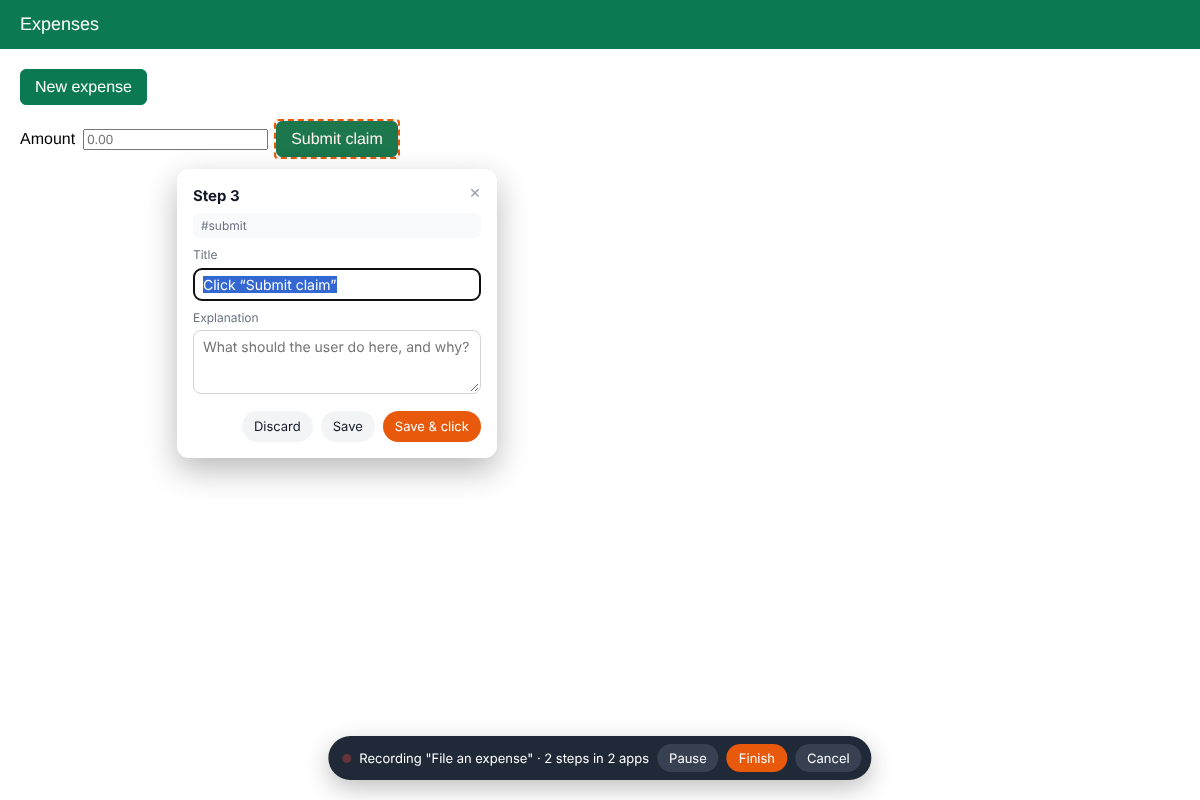 Expenses
New expense
Amount 0.00 Submit claim
Step 3 ×
#submit
Title
Click “Submit claim”
Explanation
What should the user do here, and why?
Discard Save Save & click
Recording "File an expense" · 2 steps in 2 apps Pause Finish Cancel